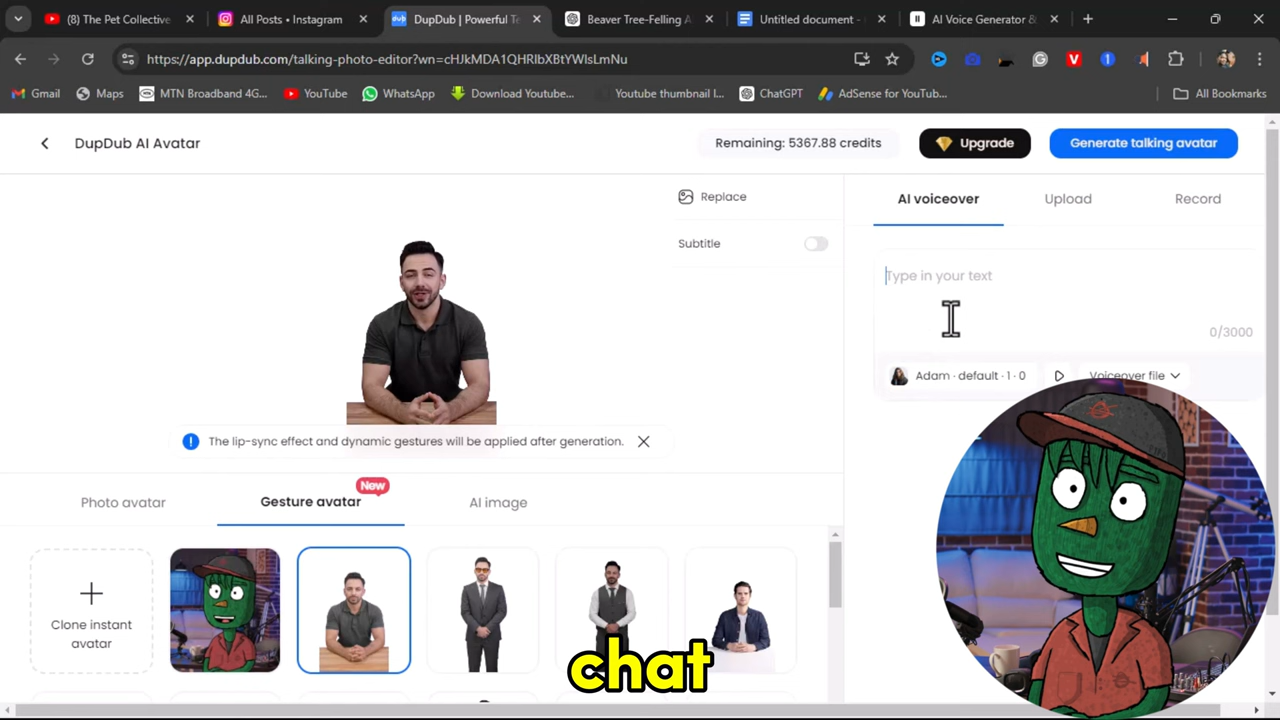 (8) The Pet Collective
All Posts • Instagram
dub
DupDub | Powerful Te
Beaver Tree-Felling A
Untitled document -
AI Voice Generator &
https://app.dupdub.com/talking-photo-editor?wn=cHJkMDA1QHRlbXBtYWlsLmNu
Gmail
Maps
MTN Broadband 4G...
YouTube
WhatsApp
Download Youtube...
Youtube thumbnail I...
ChatGPT
AdSense for YouTub...
All Bookmarks
DupDub AI Avatar
Remaining: 5367.88 credits
Upgrade
Generate talking avatar
Replace
Subtitle
AI voiceover
Upload
Record
Type in your text
0/3000
Adam · default · 1 · 0
Voiceover file
The lip-sync effect and dynamic gestures will be applied after generation.
Photo avatar
Gesture avatar
New
AI image
Clone instant
avatar
chat